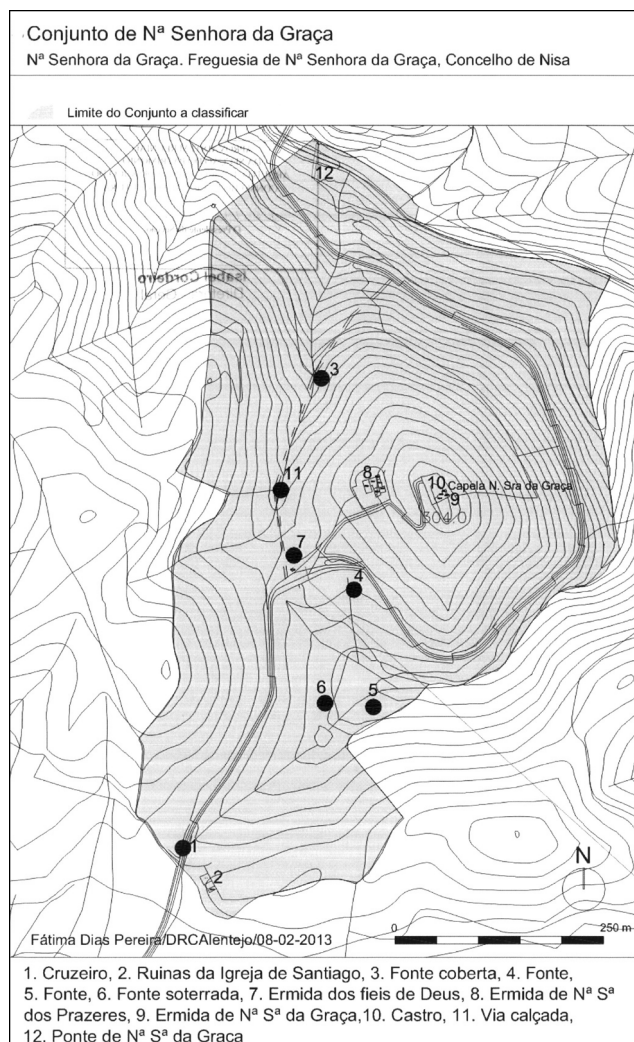 Conjunto de Nª Senhora da Graça
Nª Senhora da Graça. Freguesia de Nª Senhora da Graça, Concelho de Nisa
Limite do Conjunto a classificar
12
Isabel Cordeiro
3
11
8
10
Capela N. Sra da Graça
9
304.0
7
4
6
5
1
2
N
Fátima Dias Pereira/DRCAlentejo/08-02-2013
0
250 m
1. Cruzeiro, 2. Ruinas da Igreja de Santiago, 3. Fonte coberta, 4. Fonte,
5. Fonte, 6. Fonte soterrada, 7. Ermida dos fieis de Deus, 8. Ermida de Nª Sª
dos Prazeres, 9. Ermida de Nª Sª da Graça,10. Castro, 11. Via calçada,
12. Ponte de Nª Sª da Graça